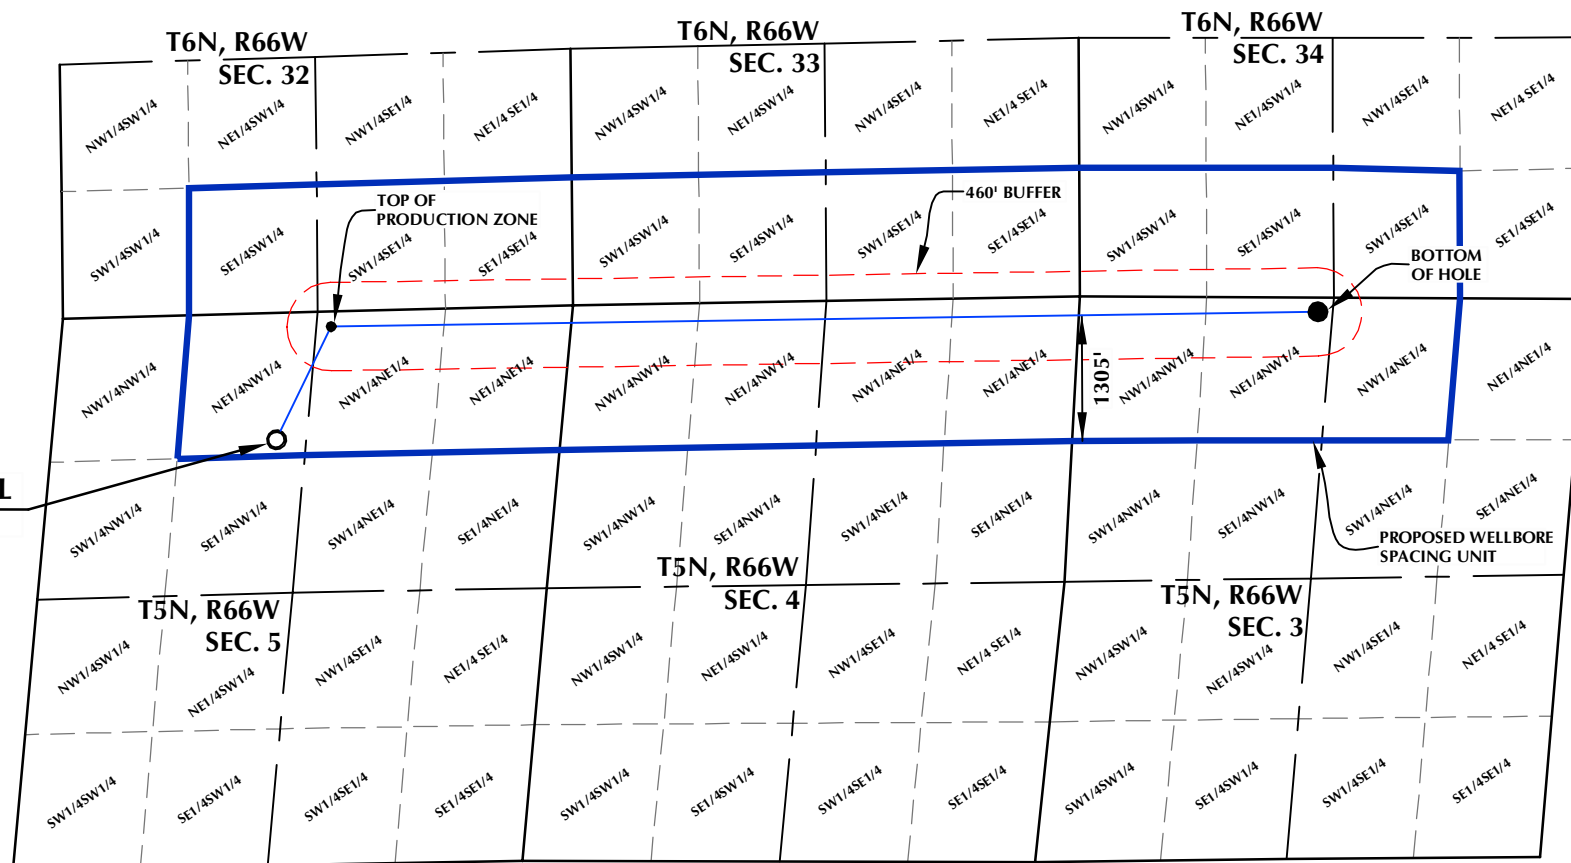 T6N, R66W
SEC. 32
T6N, R66W
SEC. 33
T6N, R66W
SEC. 34
NW1/4SW1/4
NE1/4SW1/4
NW1/4SE1/4
NE1/4 SE1/4
NW1/4SW1/4
NE1/4SW1/4
NW1/4SE1/4
NE1/4 SE1/4
NW1/4SW1/4
NE1/4SW1/4
NW1/4SE1/4
NE1/4 SE1/4
TOP OF
PRODUCTION ZONE
460' BUFFER
SW1/4SW1/4
SE1/4SW1/4
SW1/4SE1/4
SE1/4SE1/4
SW1/4SW1/4
SE1/4SW1/4
SW1/4SE1/4
SE1/4SE1/4
SW1/4SW1/4
SE1/4SW1/4
SW1/4SE1/4
SE1/4SE1/4
BOTTOM
OF HOLE
NW1/4NW1/4
NE1/4NW1/4
NW1/4NE1/4
NE1/4NE1/4
NW1/4NW1/4
NE1/4NW1/4
NW1/4NE1/4
NE1/4NE1/4
1305'
NW1/4NW1/4
NE1/4NW1/4
NW1/4NE1/4
NE1/4NE1/4
L
SW1/4NW1/4
SE1/4NW1/4
SW1/4NE1/4
SE1/4NE1/4
SW1/4NW1/4
SE1/4NW1/4
SW1/4NE1/4
SE1/4NE1/4
SW1/4NW1/4
SE1/4NW1/4
SW1/4NE1/4
SE1/4NE1/4
PROPOSED WELLBORE
SPACING UNIT
T5N, R66W
SEC. 5
T5N, R66W
SEC. 4
T5N, R66W
SEC. 3
NW1/4SW1/4
NE1/4SW1/4
NW1/4SE1/4
NE1/4 SE1/4
NW1/4SW1/4
NE1/4SW1/4
NW1/4SE1/4
NE1/4 SE1/4
NW1/4SW1/4
NE1/4SW1/4
NW1/4SE1/4
NE1/4 SE1/4
SW1/4SW1/4
SE1/4SW1/4
SW1/4SE1/4
SE1/4SE1/4
SW1/4SW1/4
SE1/4SW1/4
SW1/4SE1/4
SE1/4SE1/4
SW1/4SW1/4
SE1/4SW1/4
SW1/4SE1/4
SE1/4SE1/4